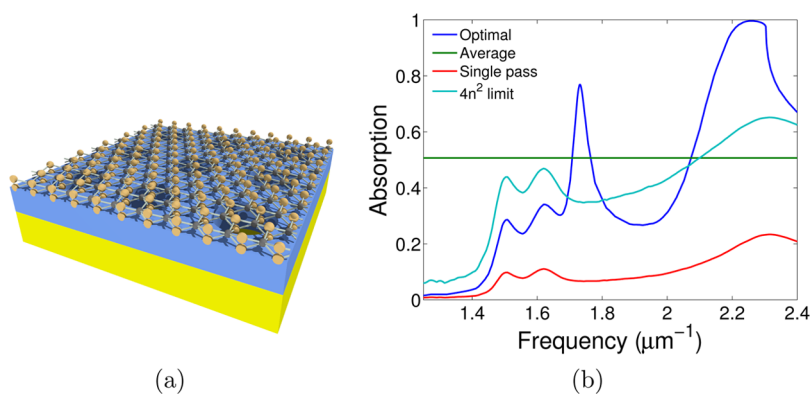 Optimal
Average
Single pass
4n² limit
1
0.8
0.6
0.4
0.2
0
Absorption
1.4 1.6 1.8 2 2.2 2.4
Frequency (μm⁻¹)
(a) (b)